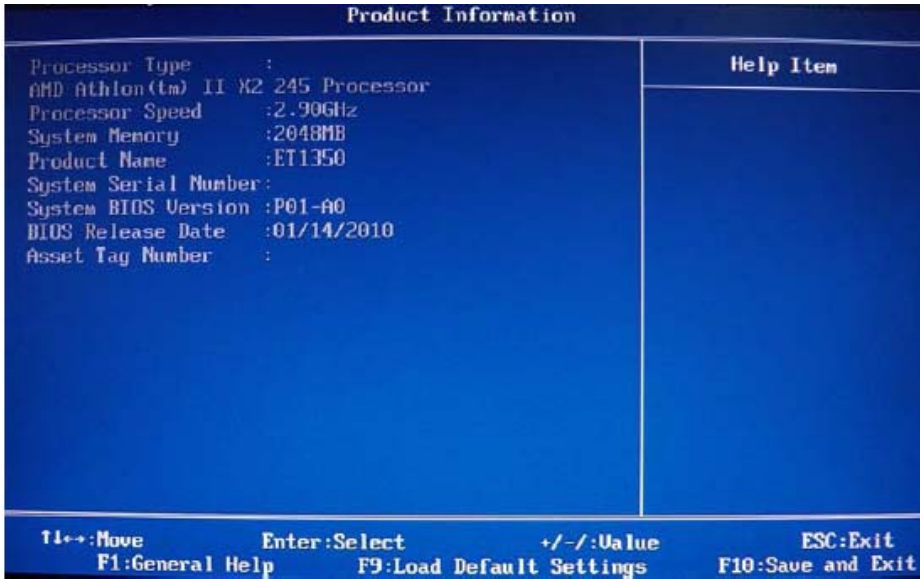 Product Information
Processor Type :
AMD Athlon(tm) II X2 245 Processor
Processor Speed :2.90GHz
System Memory :2048MB
Product Name :ET1350
System Serial Number:
System BIOS Version :P01-A0
BIOS Release Date :01/14/2010
Asset Tag Number :
Help Item
↑↓↔:Move Enter:Select +/-/:Value ESC:Exit
F1:General Help F9:Load Default Settings F10:Save and Exit